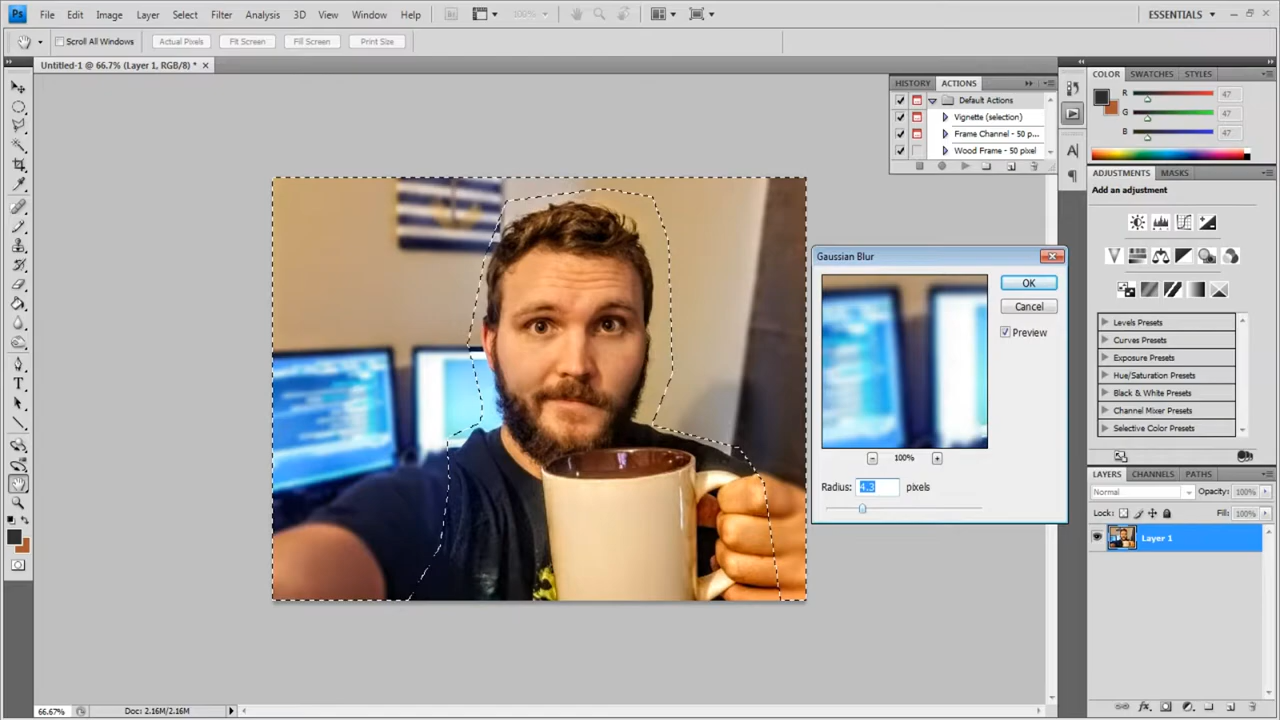 Ps File Edit Image Layer Select Filter Analysis 3D View Window Help Br 100% ESSENTIALS
Scroll All Windows Actual Pixels Fit Screen Fill Screen Print Size
Untitled-1 @ 66.7% (Layer 1, RGB/8) *
HISTORY ACTIONS
Default Actions
Vignette (selection)
Frame Channel - 50 p...
Wood Frame - 50 pixel
COLOR SWATCHES STYLES
R 47
G 47
B 47
ADJUSTMENTS MASKS
Add an adjustment
Levels Presets
Curves Presets
Exposure Presets
Hue/Saturation Presets
Black & White Presets
Channel Mixer Presets
Selective Color Presets
Gaussian Blur
OK
Cancel
Preview
100%
Radius: 4.3 pixels
LAYERS CHANNELS PATHS
Normal Opacity: 100%
Lock: Fill: 100%
Layer 1
66.67% Doc: 2.16M/2.16M